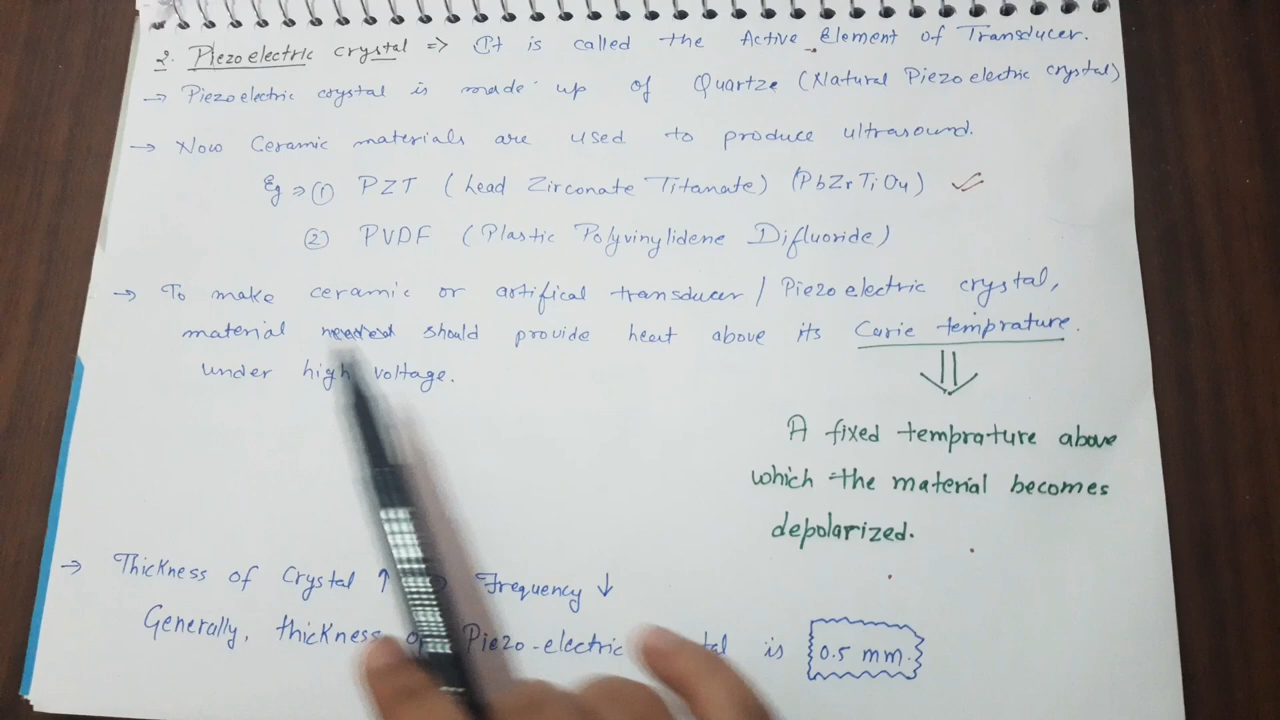 2. Piezoelectric crystal => It is called the Active Element of Transducer.
→ Piezoelectric crystal is made up of Quartze (Natural Piezoelectric crystal)
→ Now Ceramic materials are used to produce ultrasound.
Eg => ① PZT (Lead Zirconate Titanate) (PbZrTiO4) ✓
② PVDF (Plastic Polyvinylidene Difluoride)
→ To make ceramic or artifical transducer / Piezoelectric crystal,
material should provide heat above its Curie temprature.
under high voltage.
A fixed temprature above
which the material becomes
depolarized.
→ Thickness of Crystal ↑ Frequency ↓
Generally, thickness Piezo-electric is 0.5 mm.